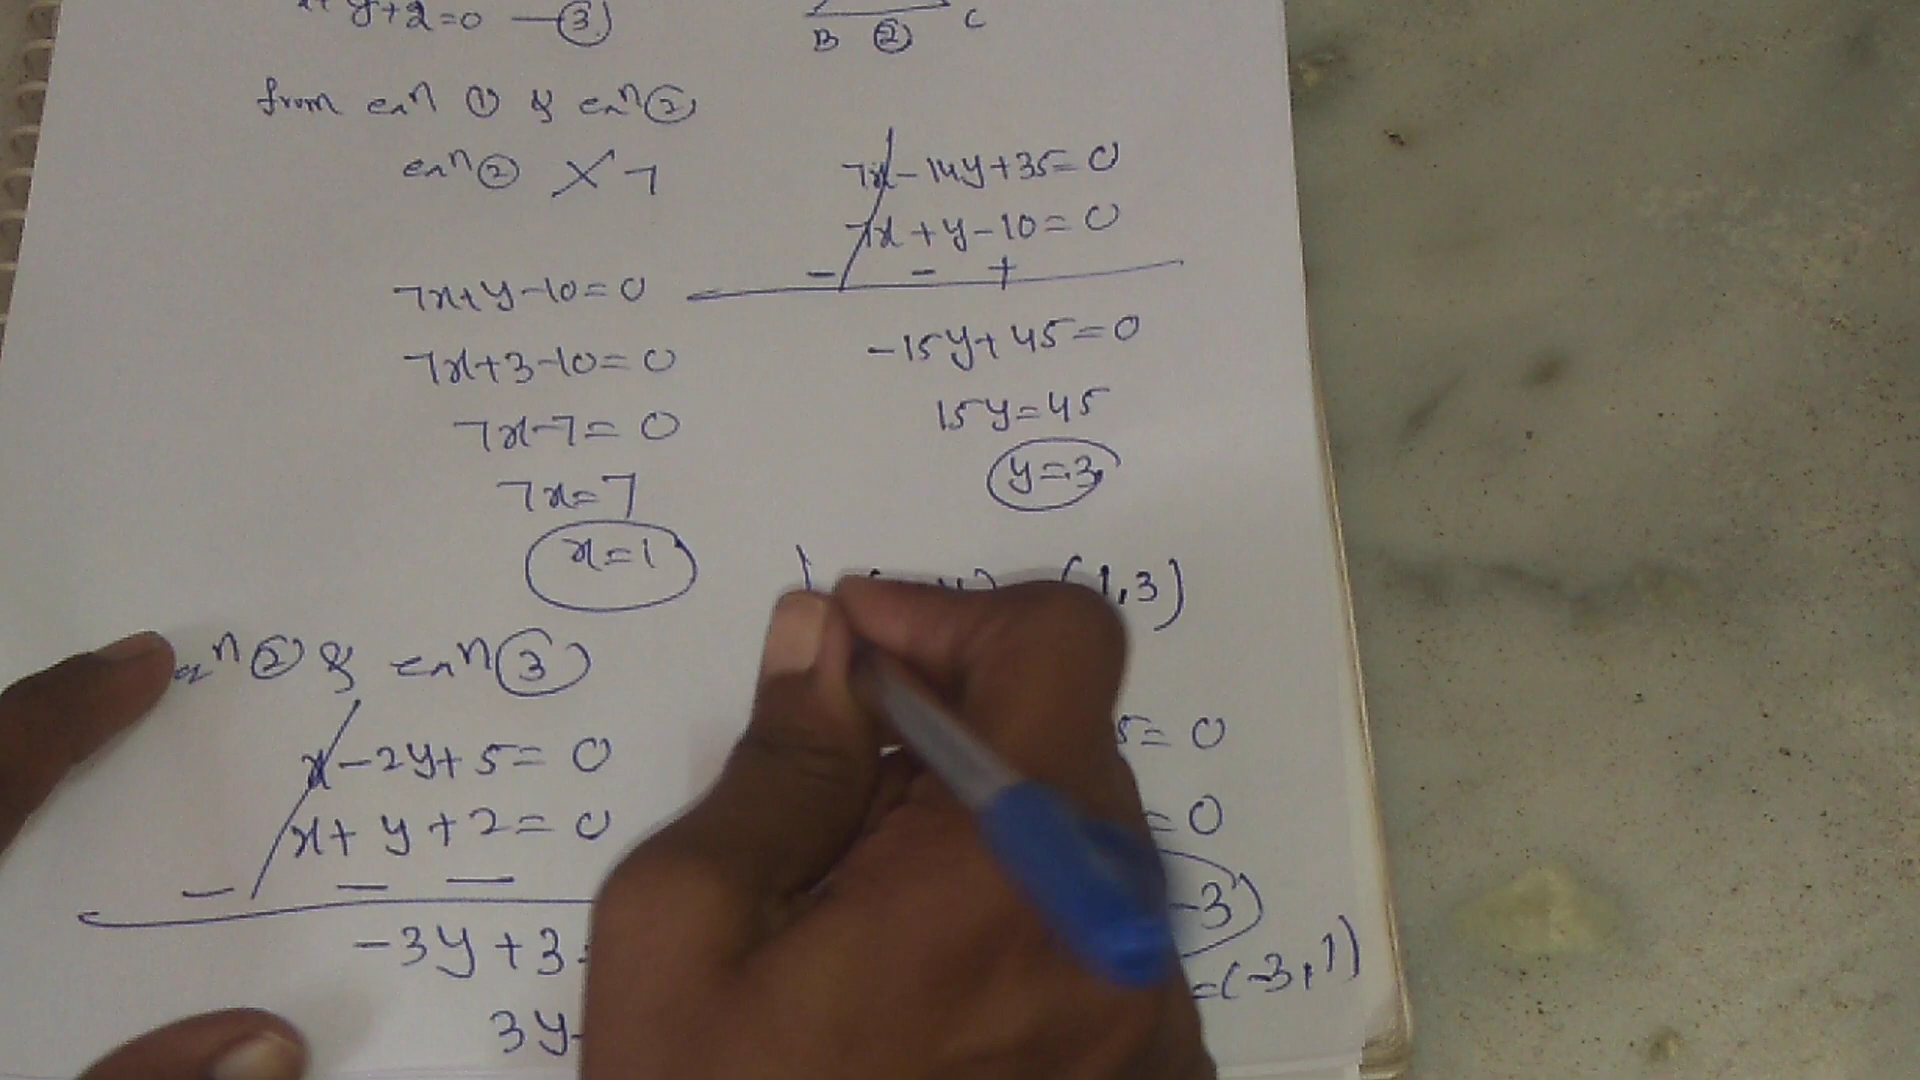 y+2=0 —③
B ② C
from eqn ① & eqn ②
eqn ② × 7
7x-14y+35=0
7x+y-10=0
- - +
-15y+45=0
15y=45
y=3
7x+y-10=0
7x+3-10=0
7x-7=0
7x=7
x=1
(1,3)
eqn ② & eqn ③
x-2y+5=0
x+y+2=0
- - -
-3y+3
3y
5=0
=0
-3
=(-3,1)